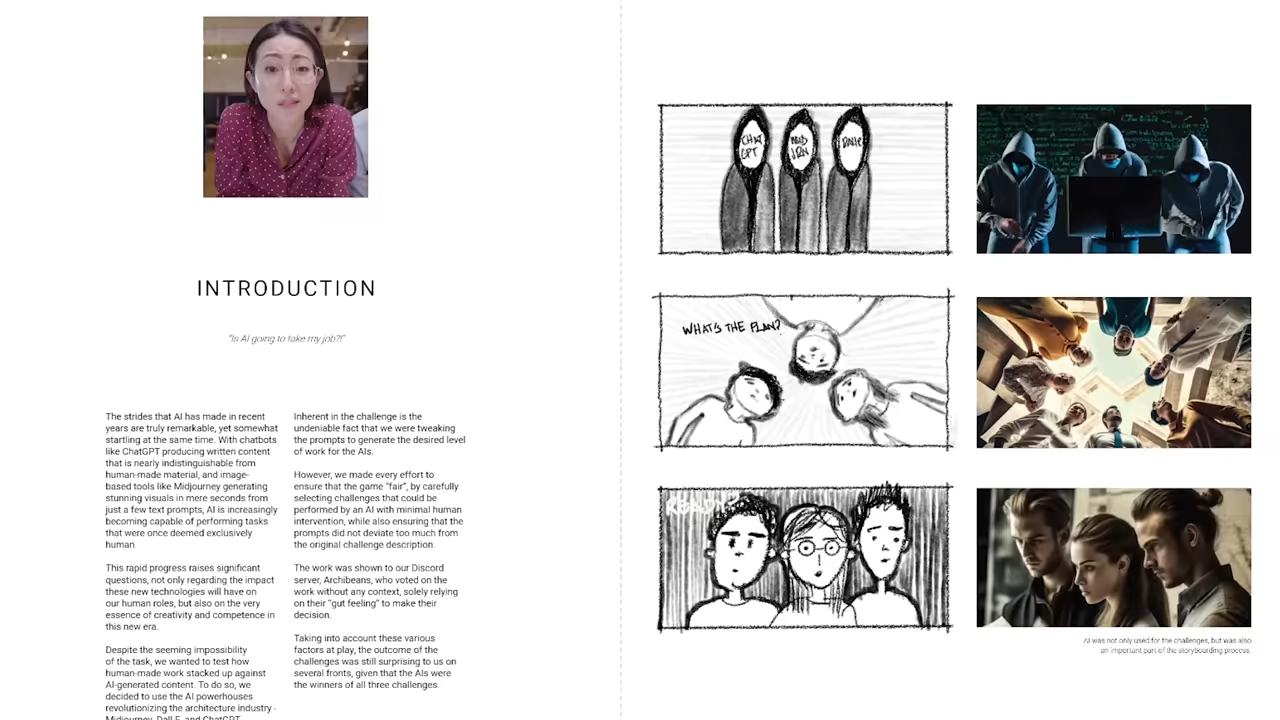 INTRODUCTION
"Is AI going to take my job?!"
The strides that AI has made in recent
years are truly remarkable, yet somewhat
startling at the same time. With chatbots
like ChatGPT producing written content
that is nearly indistinguishable from
human-made material, and image-
based tools like Midjourney generating
stunning visuals in mere seconds from
just a few text prompts, AI is increasingly
becoming capable of performing tasks
that were once deemed exclusively
human.
This rapid progress raises significant
questions, not only regarding the impact
these new technologies will have on
our human roles, but also on the very
essence of creativity and competence in
this new era.
Despite the seeming impossibility
of the task, we wanted to test how
human-made work stacked up against
AI-generated content. To do so, we
decided to use the AI powerhouses
revolutionizing the architecture industry -
Midjourney, Dall.E, and ChatGPT.
Inherent in the challenge is the
undeniable fact that we were tweaking
the prompts to generate the desired level
of work for the AIs.
However, we made every effort to
ensure that the game "fair", by carefully
selecting challenges that could be
performed by an AI with minimal human
intervention, while also ensuring that the
prompts did not deviate too much from
the original challenge description.
The work was shown to our Discord
server, Archibeans, who voted on the
work without any context, solely relying
on their "gut feeling" to make their
decision.
Taking into account these various
factors at play, the outcome of the
challenges was still surprising to us on
several fronts, given that the AIs were
the winners of all three challenges.
CHAT
GPT
MID
JRN
DALL·E
WHAT'S THE PLAN?
READY?
AI was not only used for the challenges, but was also
an important part of the storyboarding process.